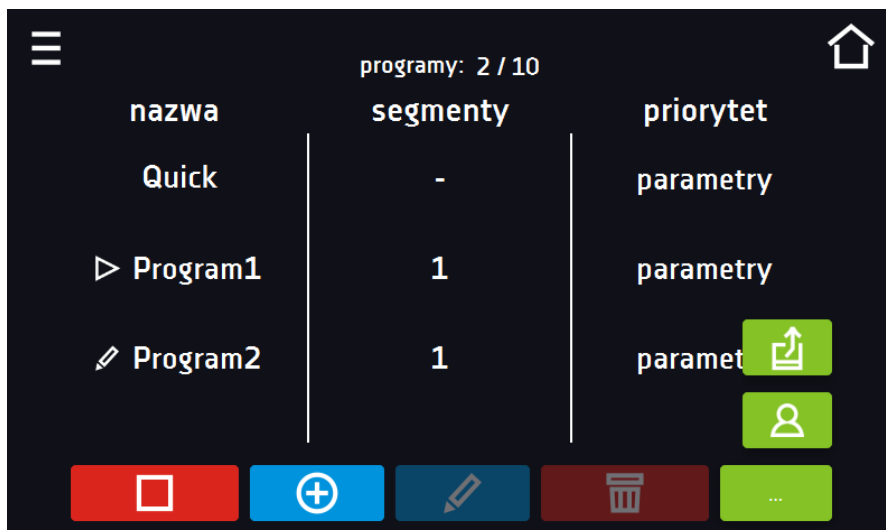 programy: 2 / 10
nazwa segmenty priorytet
Quick - parametry
Program1 1 parametry
Program2 1 paramet
...